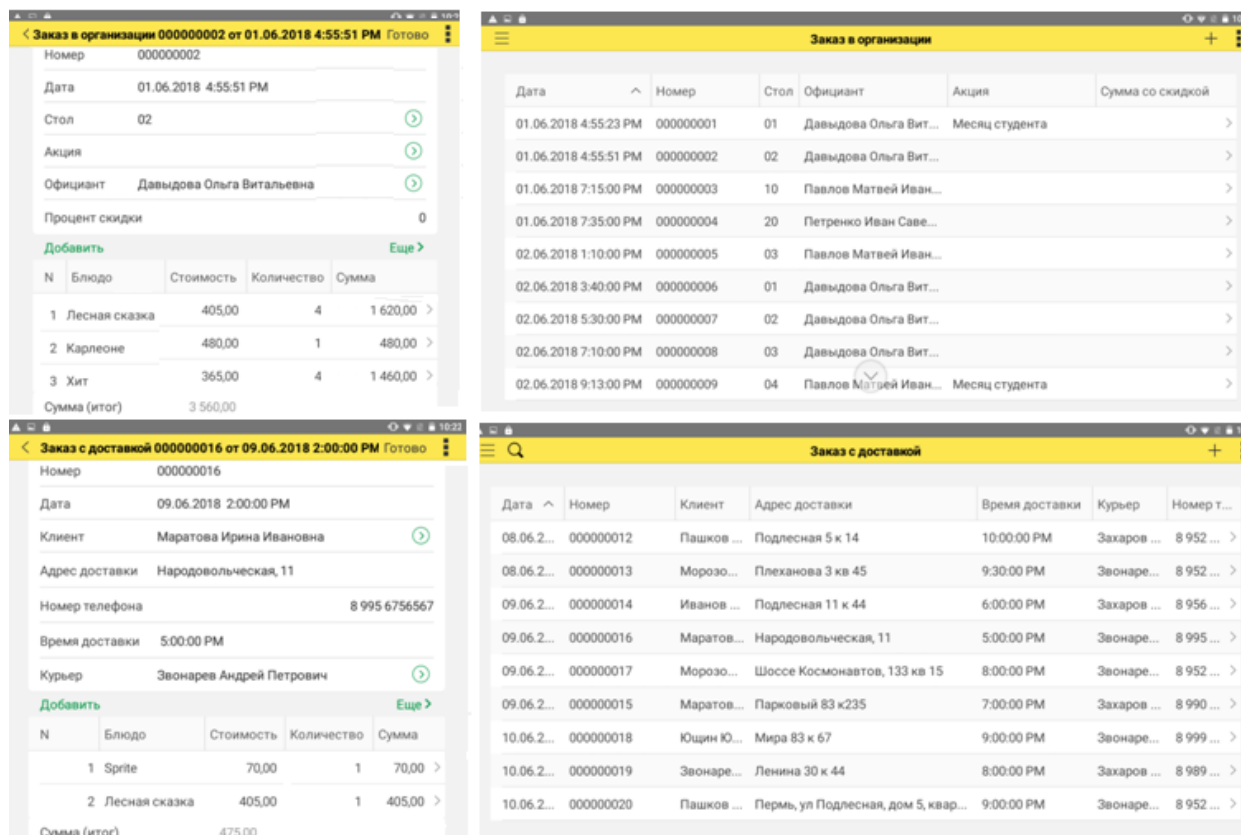 Заказ в организации 000000002 от 01.06.2018 4:55:51 PM Готово
Номер 000000002
Дата 01.06.2018 4:55:51 PM
Стол 02
Акция
Официант Давыдова Ольга Витальевна
Процент скидки 0
Добавить Еще
N Блюдо Стоимость Количество Сумма
1 Лесная сказка 405,00 4 1 620,00
2 Карлеоне 480,00 1 480,00
3 Хит 365,00 4 1 460,00
Сумма (итог) 3 560,00
Заказ в организации
Дата Номер Стол Официант Акция Сумма со скидкой
01.06.2018 4:55:23 PM 000000001 01 Давыдова Ольга Вит... Месяц студента
01.06.2018 4:55:51 PM 000000002 02 Давыдова Ольга Вит...
01.06.2018 7:15:00 PM 000000003 10 Павлов Матвей Иван...
01.06.2018 7:35:00 PM 000000004 20 Петренко Иван Саве...
02.06.2018 1:10:00 PM 000000005 03 Павлов Матвей Иван...
02.06.2018 3:40:00 PM 000000006 01 Давыдова Ольга Вит...
02.06.2018 5:30:00 PM 000000007 02 Давыдова Ольга Вит...
02.06.2018 7:10:00 PM 000000008 03 Давыдова Ольга Вит...
02.06.2018 9:13:00 PM 000000009 04 Павлов Матвей Иван... Месяц студента
10:22
Заказ с доставкой 000000016 от 09.06.2018 2:00:00 PM Готово
Номер 000000016
Дата 09.06.2018 2:00:00 PM
Клиент Маратова Ирина Ивановна
Адрес доставки Народовольческая, 11
Номер телефона 8 995 6756567
Время доставки 5:00:00 PM
Курьер Звонарев Андрей Петрович
Добавить Еще
N Блюдо Стоимость Количество Сумма
1 Sprite 70,00 1 70,00
2 Лесная сказка 405,00 1 405,00
Сумма (итог) 475,00
Заказ с доставкой
Дата Номер Клиент Адрес доставки Время доставки Курьер Номер т...
08.06.2... 000000012 Пашков ... Подлесная 5 к 14 10:00:00 PM Захаров ... 8 952 ...
08.06.2... 000000013 Морозо... Плеханова 3 кв 45 9:30:00 PM Звонаре... 8 952 ...
09.06.2... 000000014 Иванов ... Подлесная 11 к 44 6:00:00 PM Захаров ... 8 956 ...
09.06.2... 000000016 Маратов... Народовольческая, 11 5:00:00 PM Звонаре... 8 995 ...
09.06.2... 000000017 Морозо... Шоссе Космонавтов, 133 кв 15 8:00:00 PM Звонаре... 8 952 ...
09.06.2... 000000015 Маратов... Парковый 83 к235 7:00:00 PM Захаров ... 8 990 ...
10.06.2... 000000018 Ющин Ю... Мира 83 к 67 9:00:00 PM Звонаре... 8 999 ...
10.06.2... 000000019 Звонаре... Ленина 30 к 44 8:00:00 PM Захаров ... 8 989 ...
10.06.2... 000000020 Пашков ... Пермь, ул Подлесная, дом 5, квар... 9:00:00 PM Звонаре... 8 952 ...